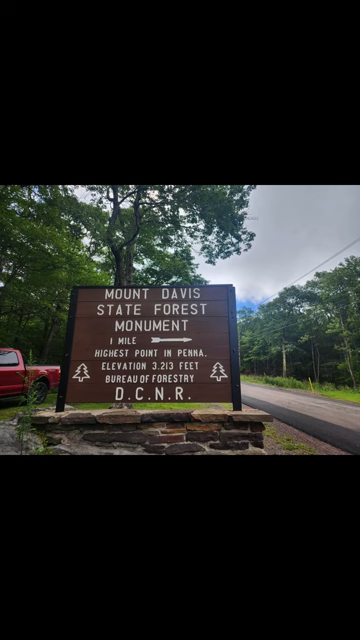 MOUNT DAVIS
STATE FOREST
MONUMENT
1 MILE
HIGHEST POINT IN PENNA.
ELEVATION 3,213 FEET
BUREAU OF FORESTRY
D.C.N.R.